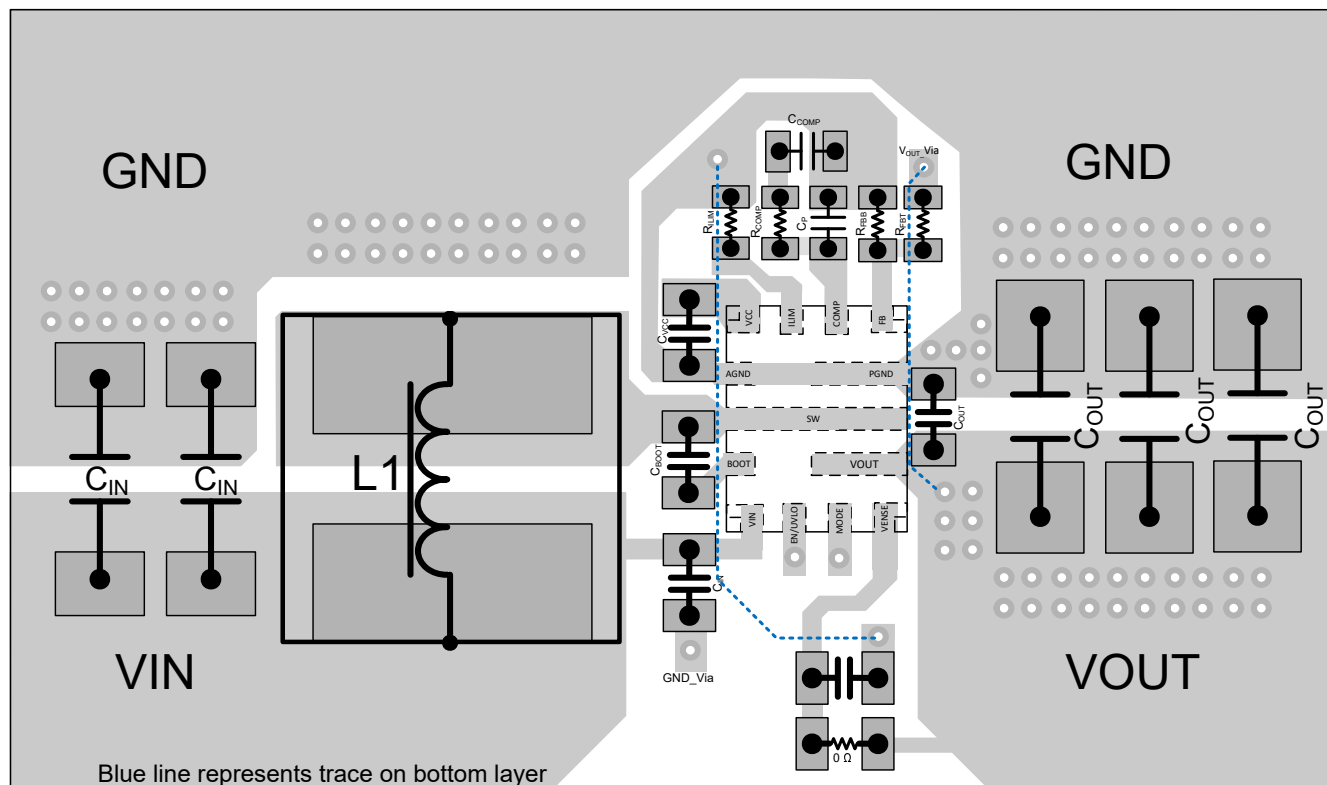 C_COMP
GND
V_OUT_Via
GND
R_ILIM
R_COMP
C_P
R_FBB
R_FBT
C_VCC
VCC
ILIM
COMP
FB
AGND
PGND
C_OUT
C_OUT
C_OUT
C_OUT
SW
C_IN
C_IN
L1
C_BOOT
BOOT
VOUT
VIN
EN/UVLO
MODE
VENSE
C_IN
VIN
GND_Via
VOUT
0 Ω
Blue line represents trace on bottom layer